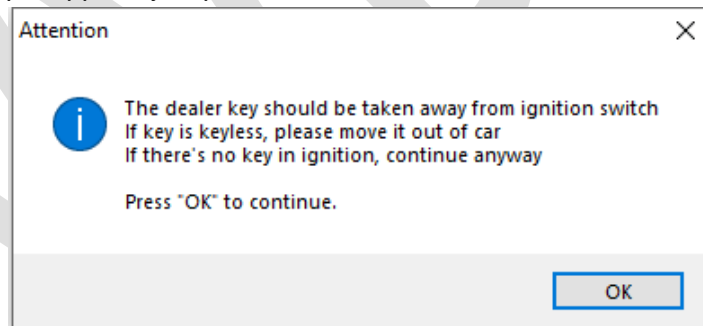 Attention
The dealer key should be taken away from ignition switch
If key is keyless, please move it out of car
If there's no key in ignition, continue anyway
Press "OK" to continue.
OK